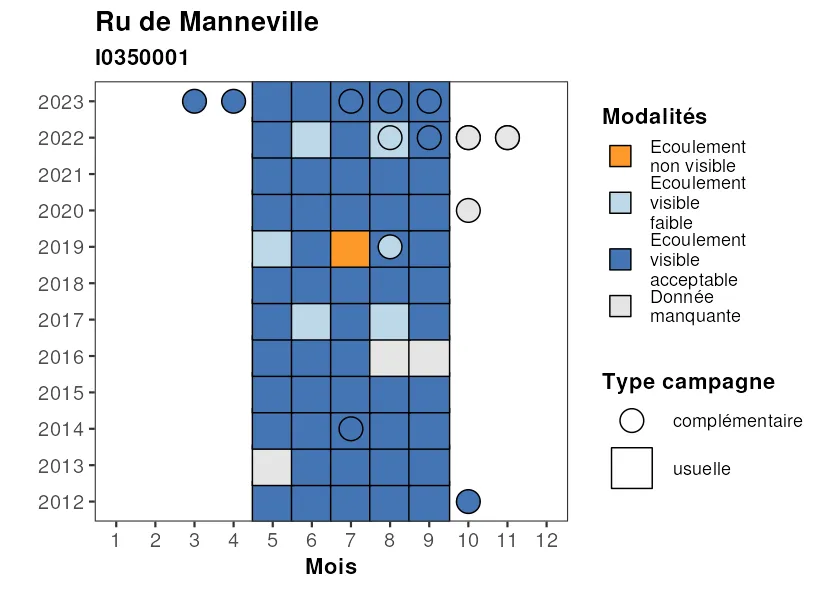 Ru de Manneville
I0350001
2023
2022
2021
2020
2019
2018
2017
2016
2015
2014
2013
2012
1 2 3 4 5 6 7 8 9 10 11 12
Mois
Modalités
Ecoulement
non visible
Ecoulement
visible
faible
Ecoulement
visible
acceptable
Donnée
manquante
Type campagne
complémentaire
usuelle